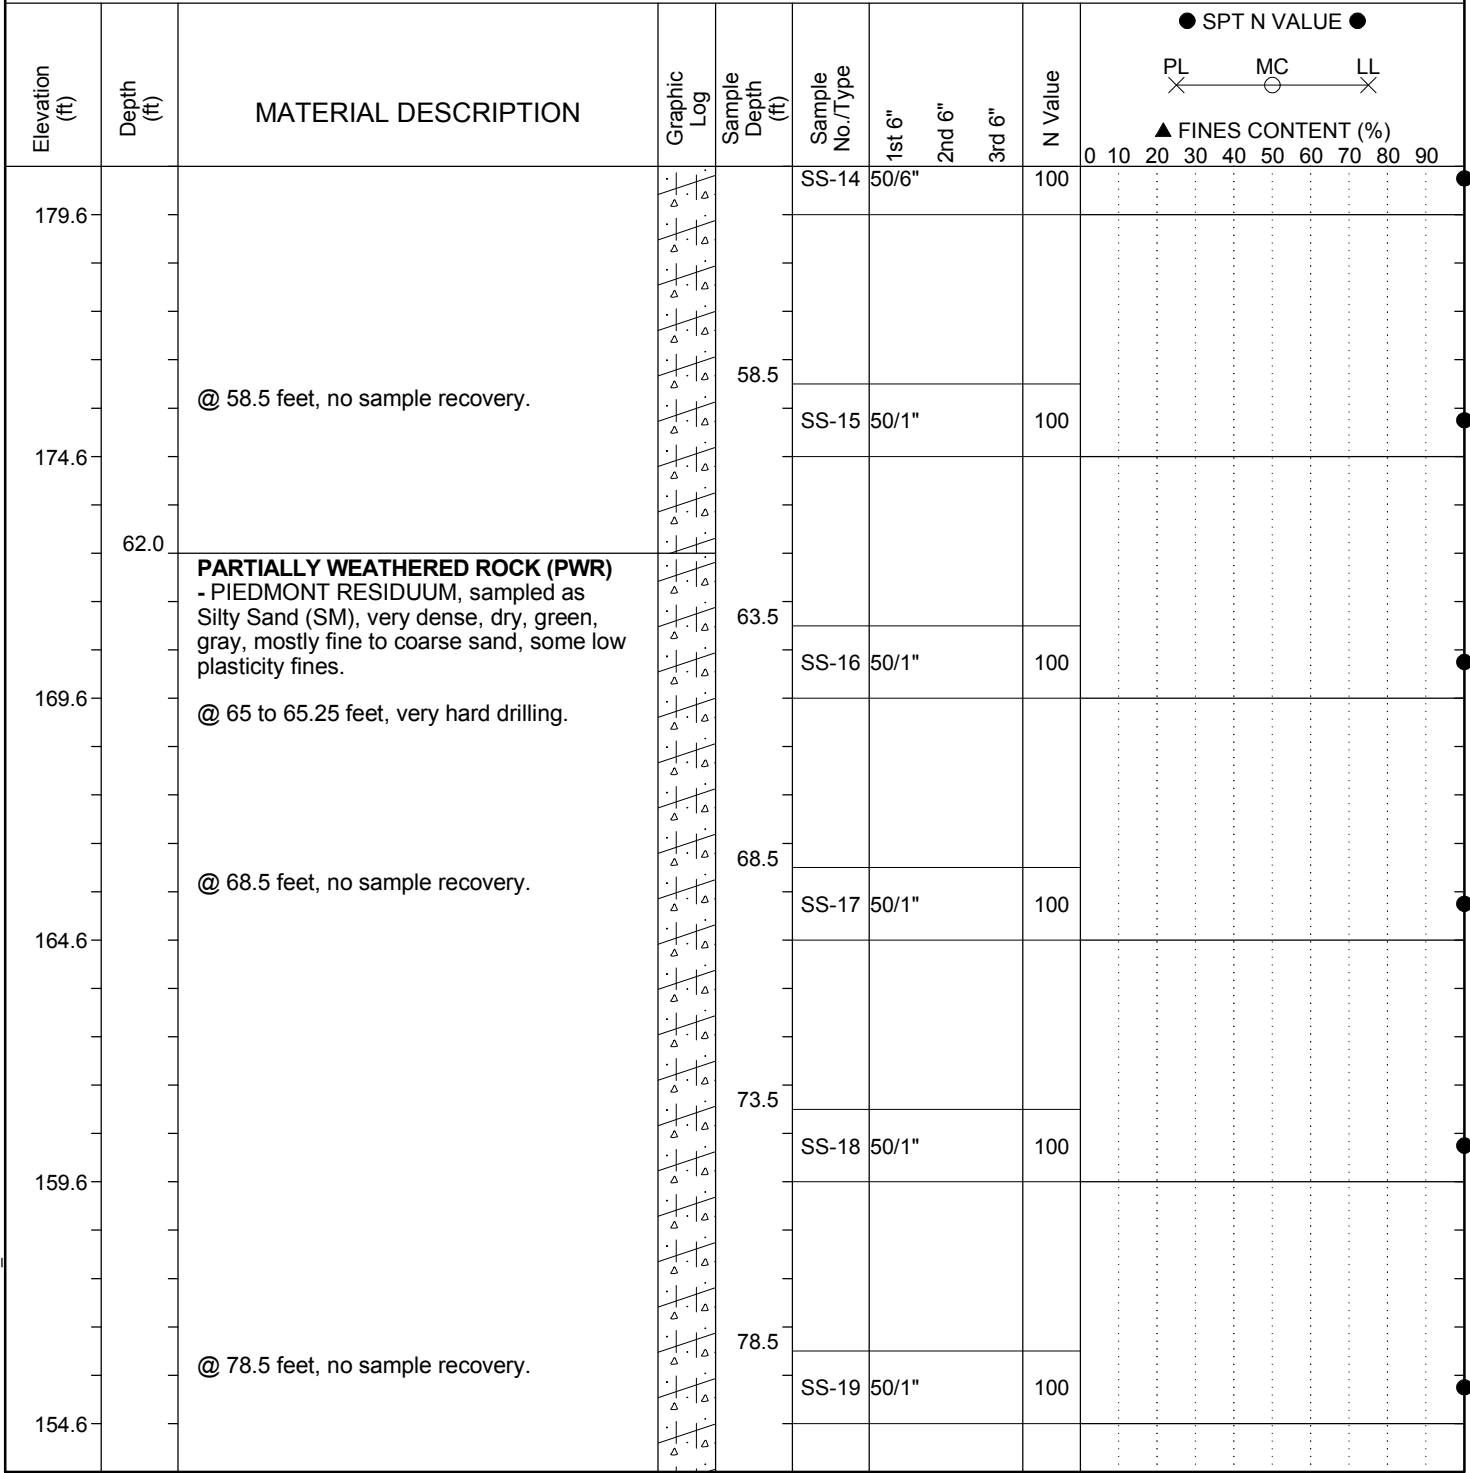 Elevation (ft)
Depth (ft)
MATERIAL DESCRIPTION
Graphic Log
Sample Depth (ft)
Sample No./Type
1st 6"
2nd 6"
3rd 6"
N Value
● SPT N VALUE ●
PL MC LL
▲ FINES CONTENT (%)
0 10 20 30 40 50 60 70 80 90
SS-14 50/6" 100
179.6
58.5
@ 58.5 feet, no sample recovery.
SS-15 50/1" 100
174.6
62.0
PARTIALLY WEATHERED ROCK (PWR)
- PIEDMONT RESIDUUM, sampled as
Silty Sand (SM), very dense, dry, green,
63.5
gray, mostly fine to coarse sand, some low
plasticity fines.
SS-16 50/1" 100
169.6
@ 65 to 65.25 feet, very hard drilling.
68.5
@ 68.5 feet, no sample recovery.
SS-17 50/1" 100
164.6
73.5
SS-18 50/1" 100
159.6
78.5
@ 78.5 feet, no sample recovery.
SS-19 50/1" 100
154.6